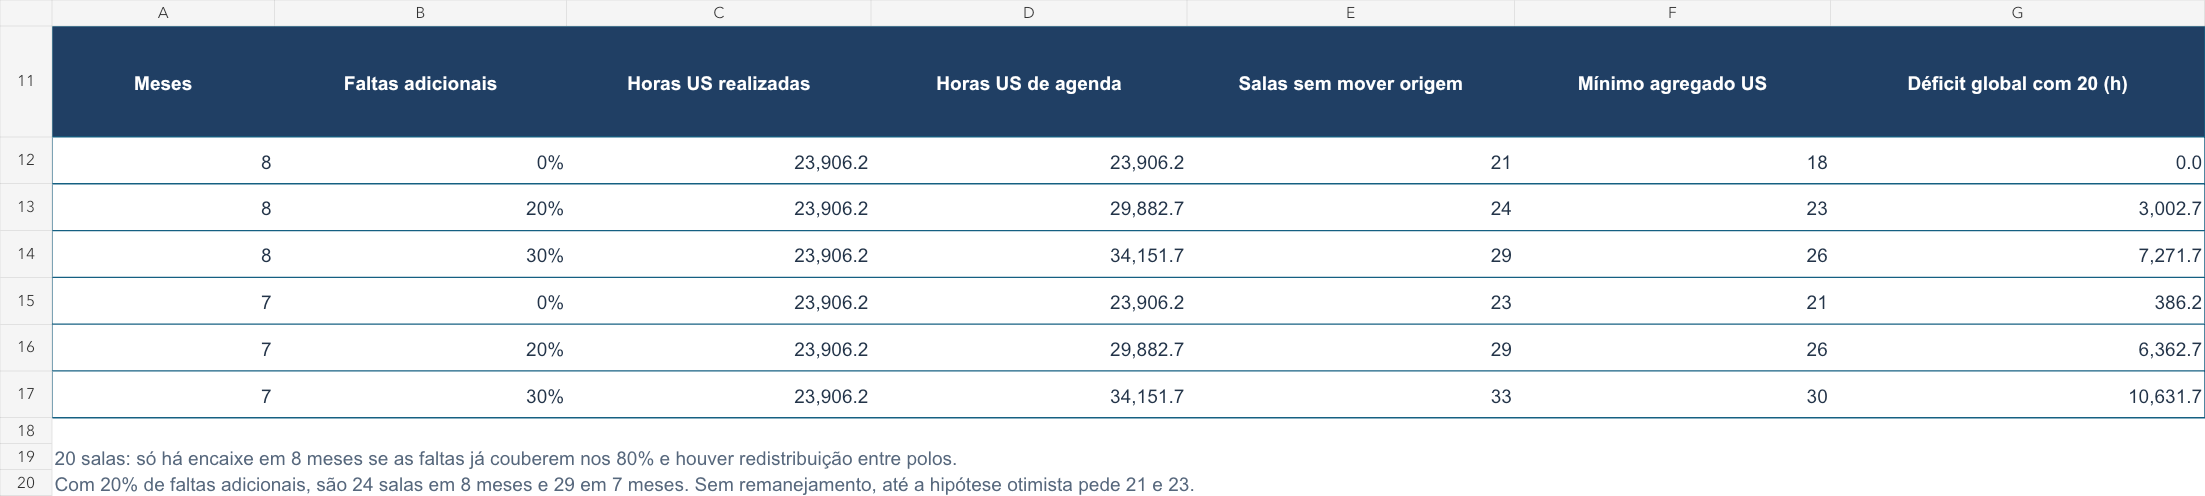 A B C D E F G
11 Meses Faltas adicionais Horas US realizadas Horas US de agenda Salas sem mover origem Mínimo agregado US Déficit global com 20 (h)
12 8 0% 23,906.2 23,906.2 21 18 0.0
13 8 20% 23,906.2 29,882.7 24 23 3,002.7
14 8 30% 23,906.2 34,151.7 29 26 7,271.7
15 7 0% 23,906.2 23,906.2 23 21 386.2
16 7 20% 23,906.2 29,882.7 29 26 6,362.7
17 7 30% 23,906.2 34,151.7 33 30 10,631.7
18
19 20 salas: só há encaixe em 8 meses se as faltas já couberem nos 80% e houver redistribuição entre polos.
20 Com 20% de faltas adicionais, são 24 salas em 8 meses e 29 em 7 meses. Sem remanejamento, até a hipótese otimista pede 21 e 23.